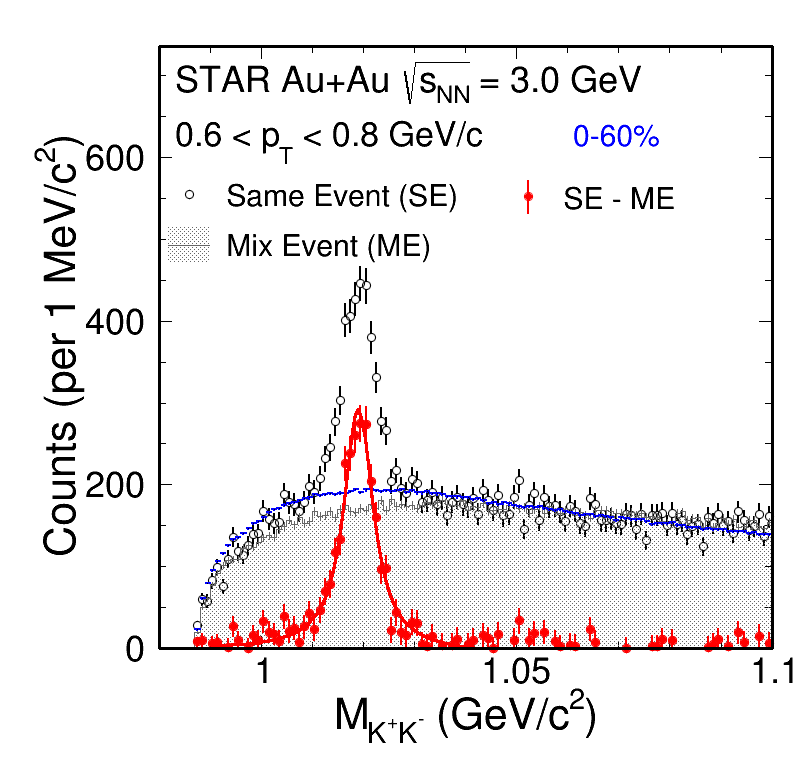 STAR Au+Au √s_NN = 3.0 GeV
0.6 < p_T < 0.8 GeV/c 0-60%
Same Event (SE) SE - ME
Mix Event (ME)
Counts (per 1 MeV/c²)
600
400
200
0
1 1.05 1.1
M_K⁺K⁻ (GeV/c²)